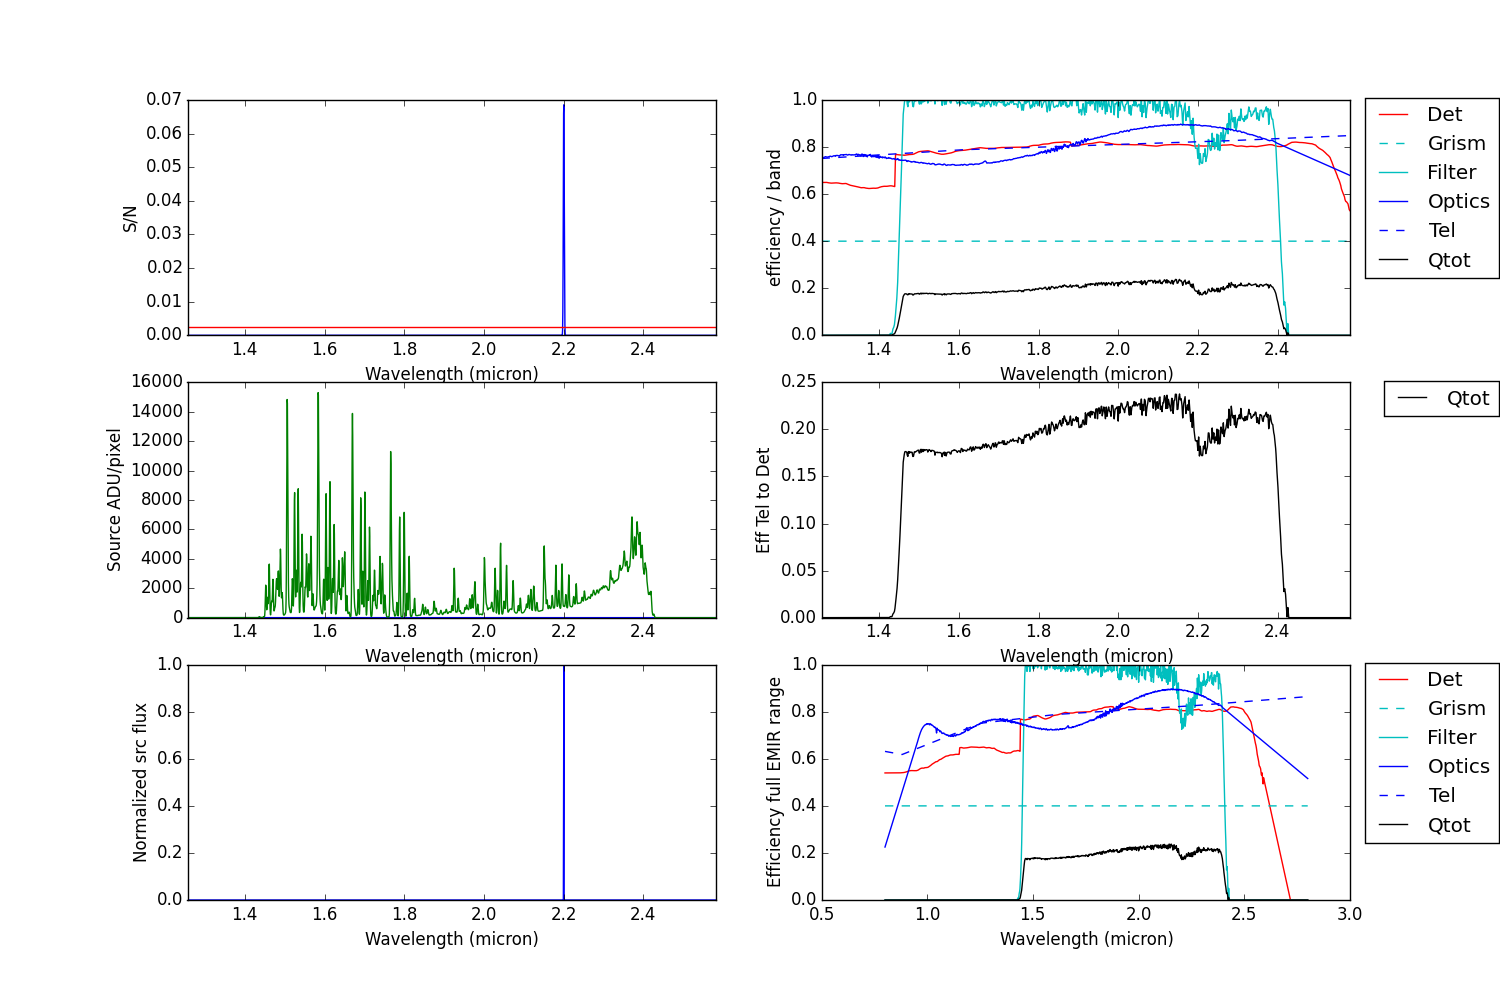 S/N
0.07
0.06
0.05
0.04
0.03
0.02
0.01
0.00
1.4 1.6 1.8 2.0 2.2 2.4
Wavelength (micron)
efficiency / band
1.0
0.8
0.6
0.4
0.2
0.0
1.4 1.6 1.8 2.0 2.2 2.4
Wavelength (micron)
Det
Grism
Filter
Optics
Tel
Qtot
Source ADU/pixel
16000
14000
12000
10000
8000
6000
4000
2000
0
1.4 1.6 1.8 2.0 2.2 2.4
Wavelength (micron)
Eff Tel to Det
0.25
0.20
0.15
0.10
0.05
0.00
1.4 1.6 1.8 2.0 2.2 2.4
Wavelength (micron)
Qtot
Normalized src flux
1.0
0.8
0.6
0.4
0.2
0.0
1.4 1.6 1.8 2.0 2.2 2.4
Wavelength (micron)
Efficiency full EMIR range
1.0
0.8
0.6
0.4
0.2
0.0
0.5 1.0 1.5 2.0 2.5 3.0
Wavelength (micron)
Det
Grism
Filter
Optics
Tel
Qtot